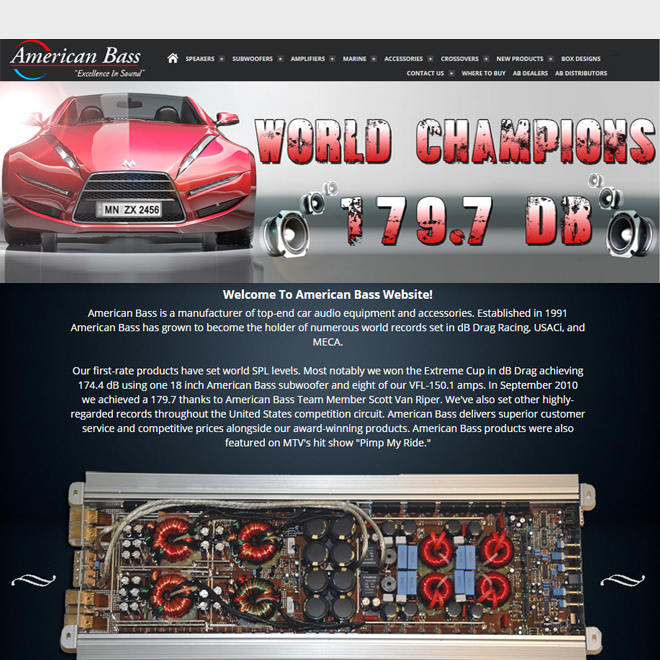 American Bass
"Excellence In Sound"
SPEAKERS SUBWOOFERS AMPLIFIERS MARINE ACCESSORIES CROSSOVERS NEW PRODUCTS BOX DESIGNS
CONTACT US WHERE TO BUY AB DEALERS AB DISTRIBUTORS
WORLD CHAMPIONS
179.7 DB
MN ZX 2456
Welcome To American Bass Website!
American Bass is a manufacturer of top-end car audio equipment and accessories. Established in 1991
American Bass has grown to become the holder of numerous world records set in dB Drag Racing, USACi, and
MECA.
Our first-rate products have set world SPL levels. Most notably we won the Extreme Cup in dB Drag achieving
174.4 dB using one 18 inch American Bass subwoofer and eight of our VFL-150.1 amps. In September 2010
we achieved a 179.7 thanks to American Bass Team Member Scott Van Riper. We've also set other highly-
regarded records throughout the United States competition circuit. American Bass delivers superior customer
service and competitive prices alongside our award-winning products. American Bass products were also
featured on MTV's hit show "Pimp My Ride."